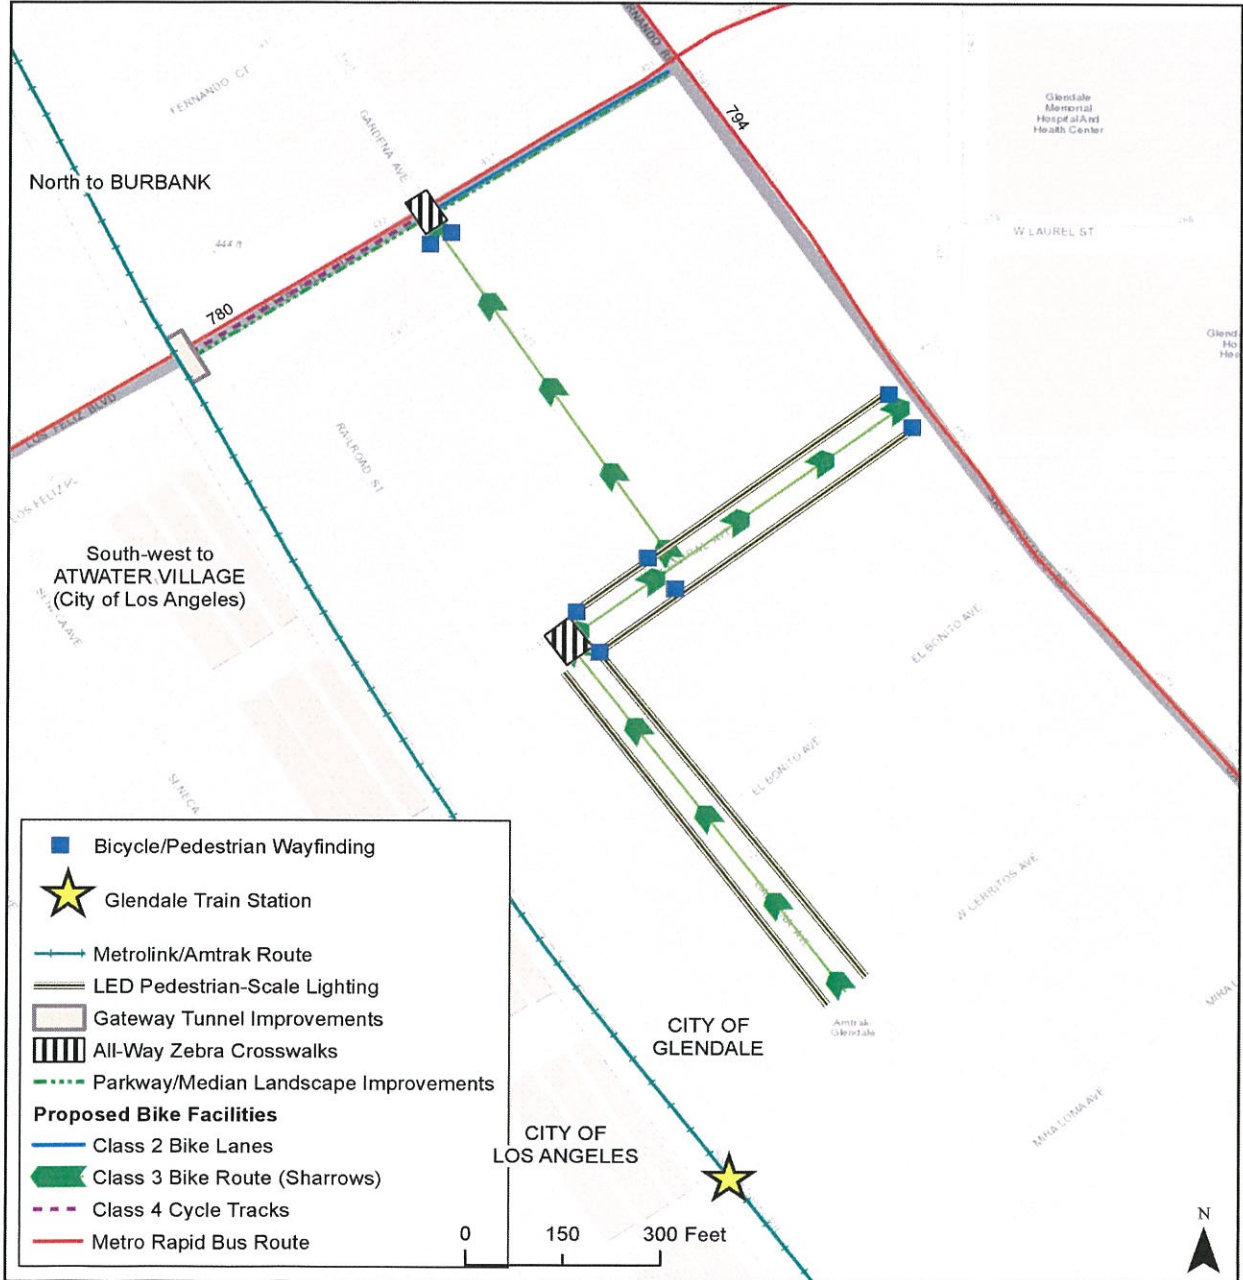 FERNANDO CT
GARDENA AVE
794
Glendale
Memorial
Hospital And
Health Center
North to BURBANK
W LAUREL ST
444 ft
780
LOS FELIZ BLVD
RAILROAD ST
South-west to
ATWATER VILLAGE
(City of Los Angeles)
SENECA AVE
EL BONITO AVE
EL BONITO AVE
SENECA
W CERRITOS AVE
Amtrak-
Glendale
MIRA LOMA AVE
CITY OF
GLENDALE
CITY OF
LOS ANGELES
Bicycle/Pedestrian Wayfinding
Glendale Train Station
Metrolink/Amtrak Route
LED Pedestrian-Scale Lighting
Gateway Tunnel Improvements
All-Way Zebra Crosswalks
Parkway/Median Landscape Improvements
Proposed Bike Facilities
Class 2 Bike Lanes
Class 3 Bike Route (Sharrows)
Class 4 Cycle Tracks
Metro Rapid Bus Route
0 150 300 Feet
N